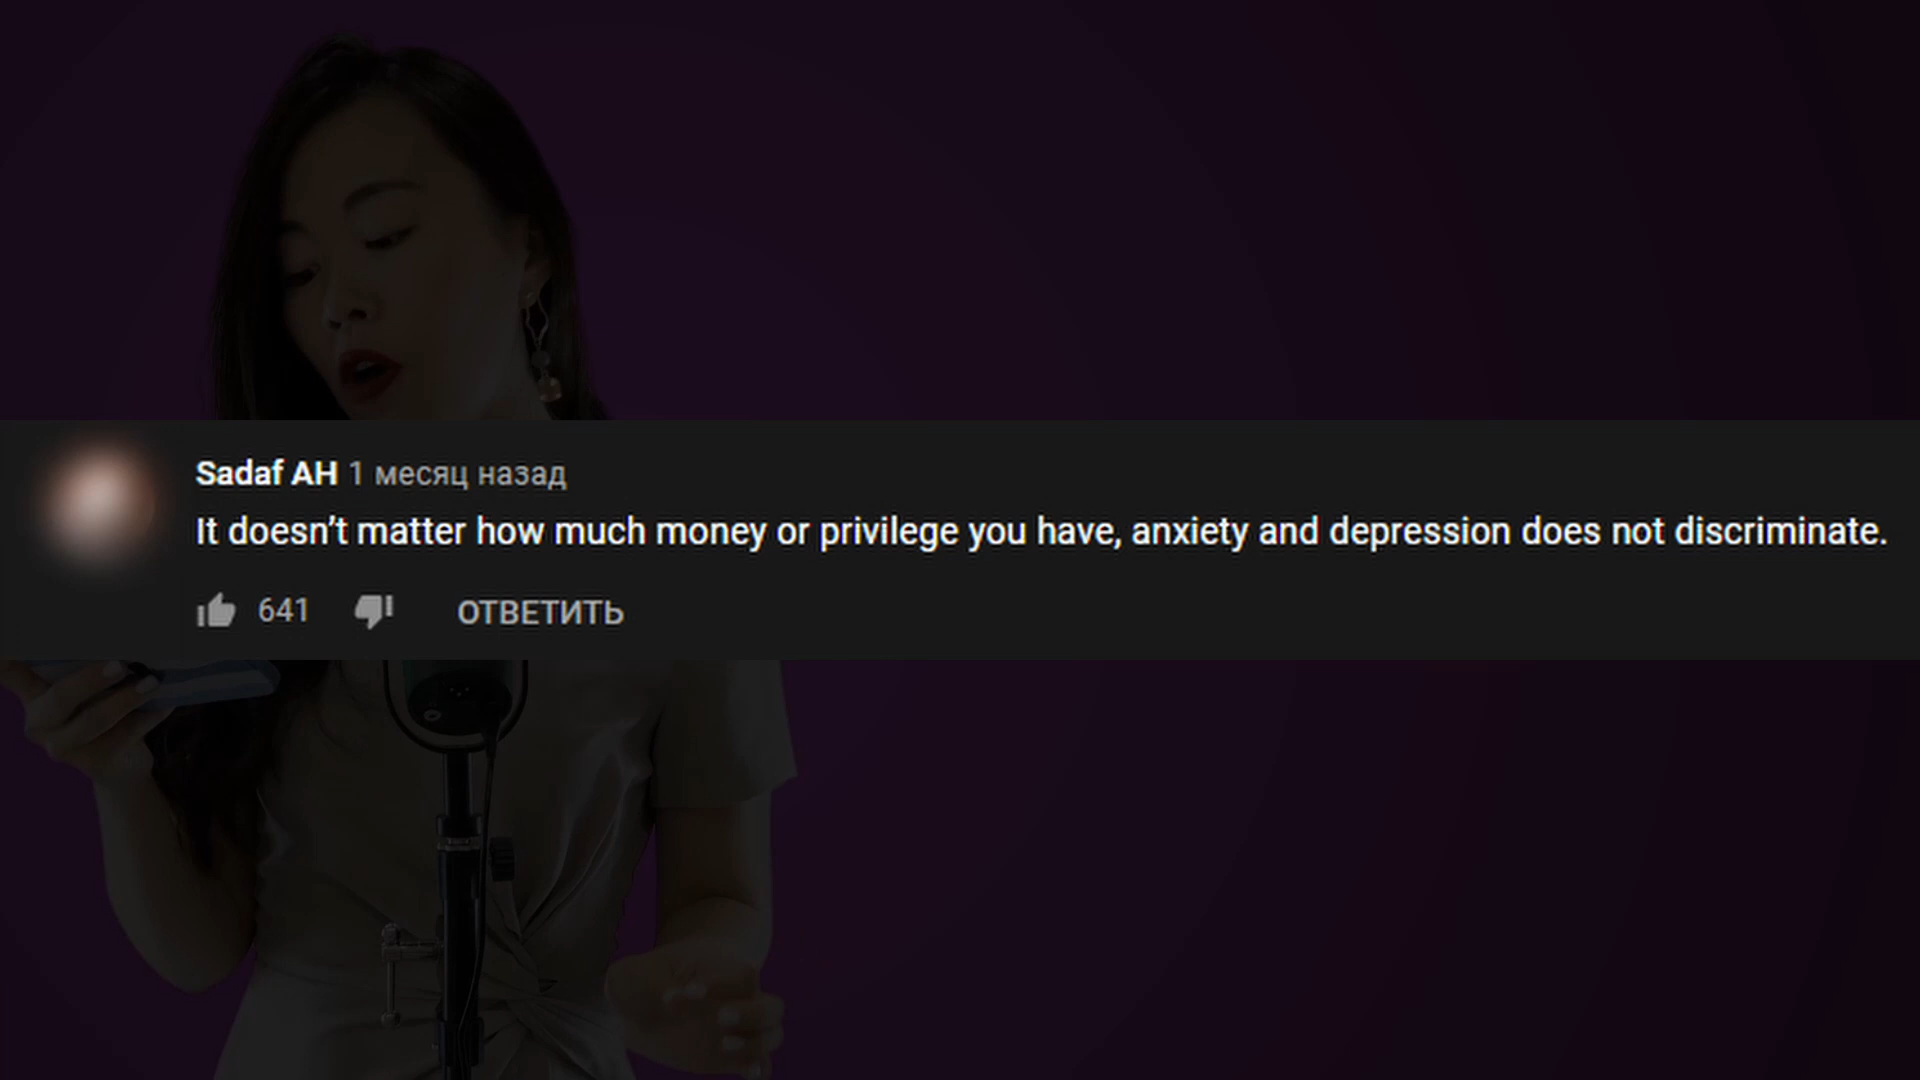 Sadaf AH 1 месяц назад
It doesn’t matter how much money or privilege you have, anxiety and depression does not discriminate.
641 ОТВЕТИТЬ